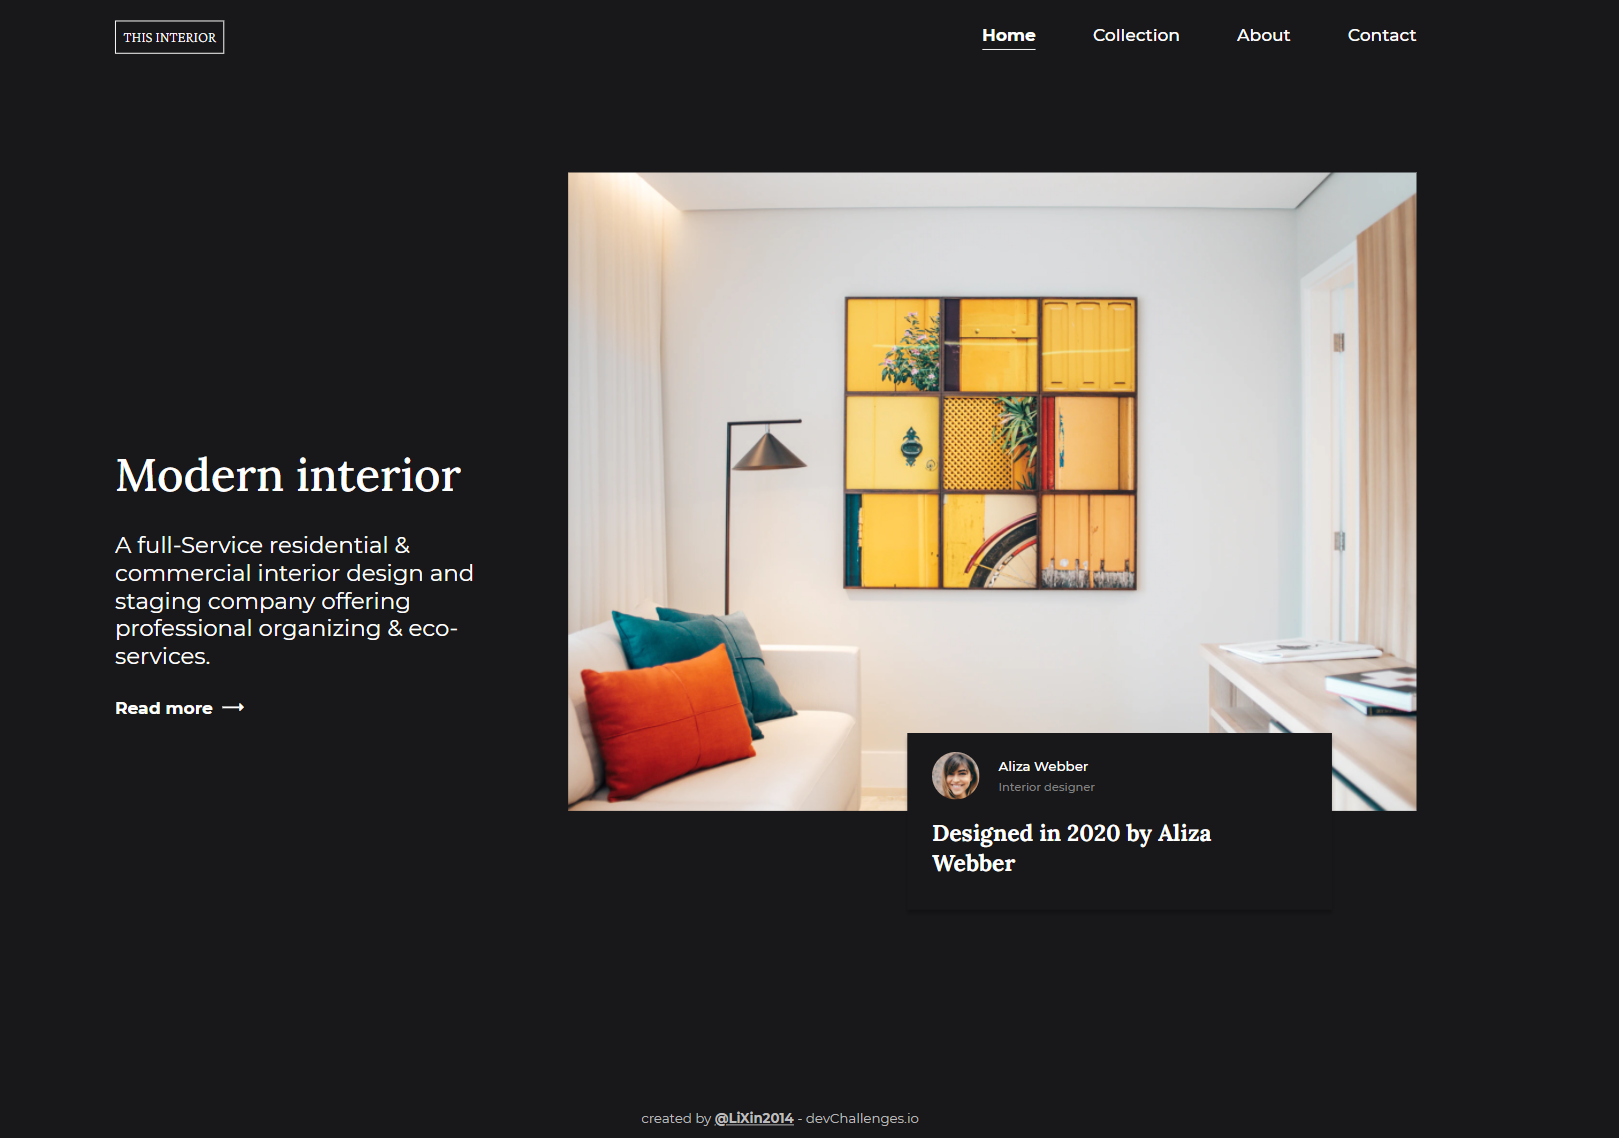 THIS INTERIOR
Home Collection About Contact
Modern interior
A full-Service residential &
commercial interior design and
staging company offering
professional organizing & eco-
services.
Read more
Aliza Webber
Interior designer
Designed in 2020 by Aliza
Webber
created by @LiXin2014 - devChallenges.io